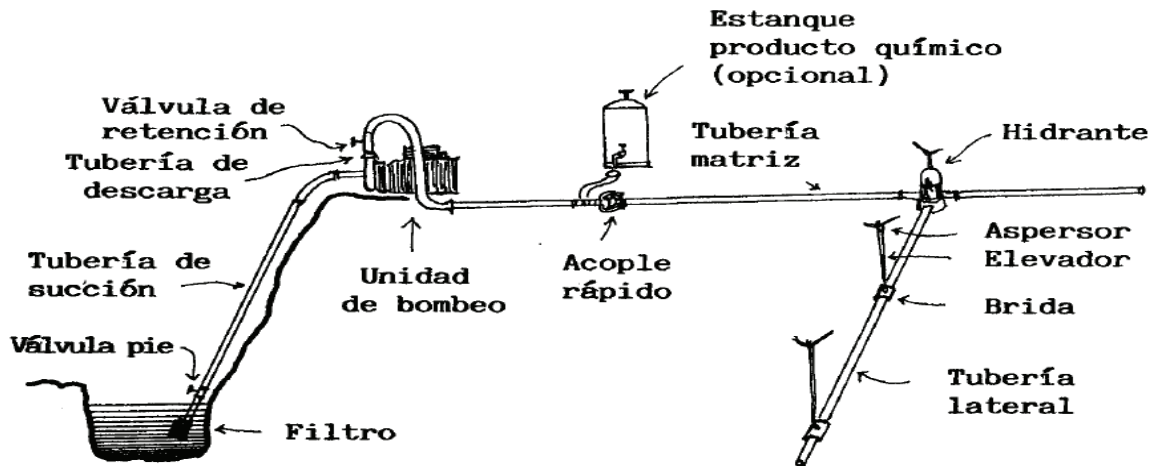 Estanque
producto químico
(opcional)
Válvula de
retención
Tubería de
descarga
Tubería
matriz
Hidrante
Tubería de
succión
Unidad
de bombeo
Acople
rápido
Aspersor
Elevador
Brida
Válvula pie
Tubería
lateral
Filtro